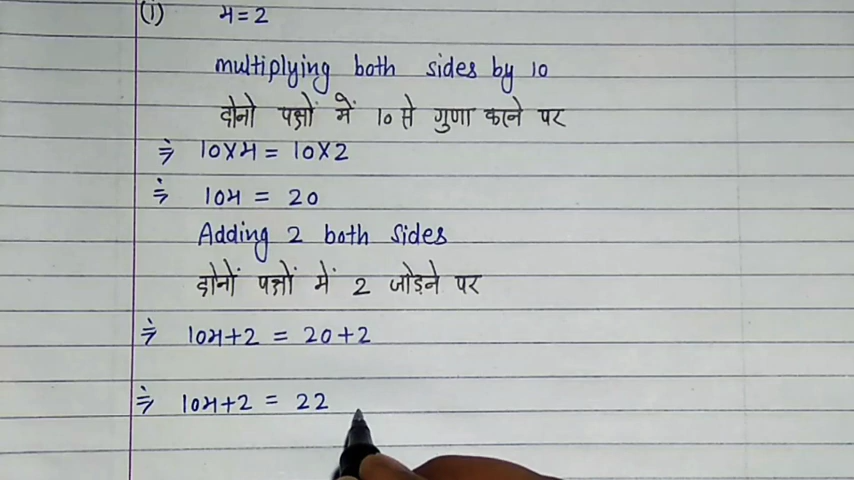 (i) x = 2
multiplying both sides by 10
दोनो पक्षों में 10 से गुणा करने पर
⇒ 10×x = 10×2
⇒ 10x = 20
Adding 2 both sides
दोनों पक्षों में 2 जोड़ने पर
⇒ 10x+2 = 20+2
⇒ 10x+2 = 22